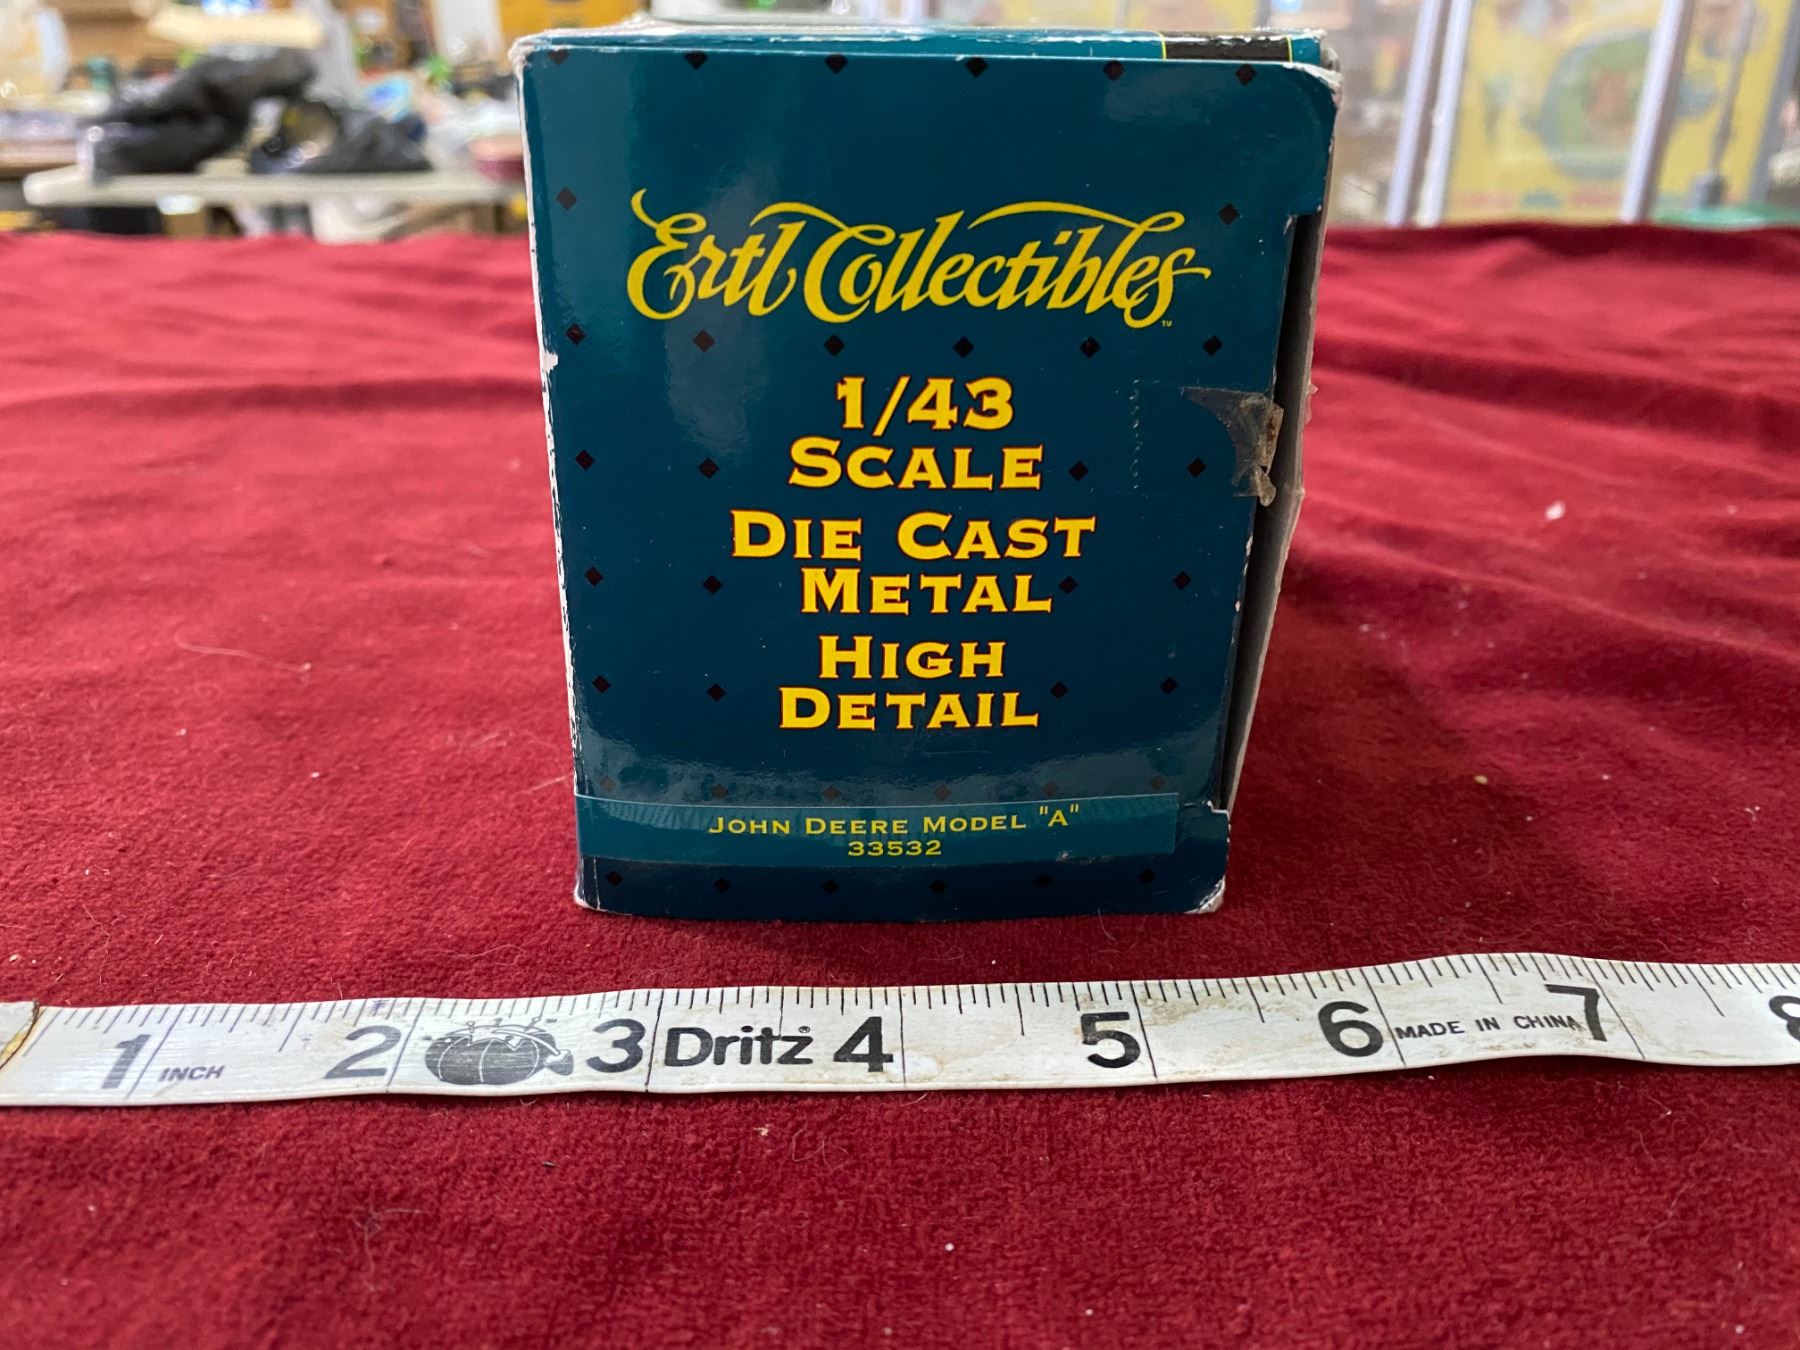 Ertl Collectibles™
1/43
SCALE
DIE CAST
METAL
HIGH
DETAIL
JOHN DEERE MODEL "A"
33532
1 INCH 2 3 Dritz® 4 5 6 MADE IN CHINA 7 8